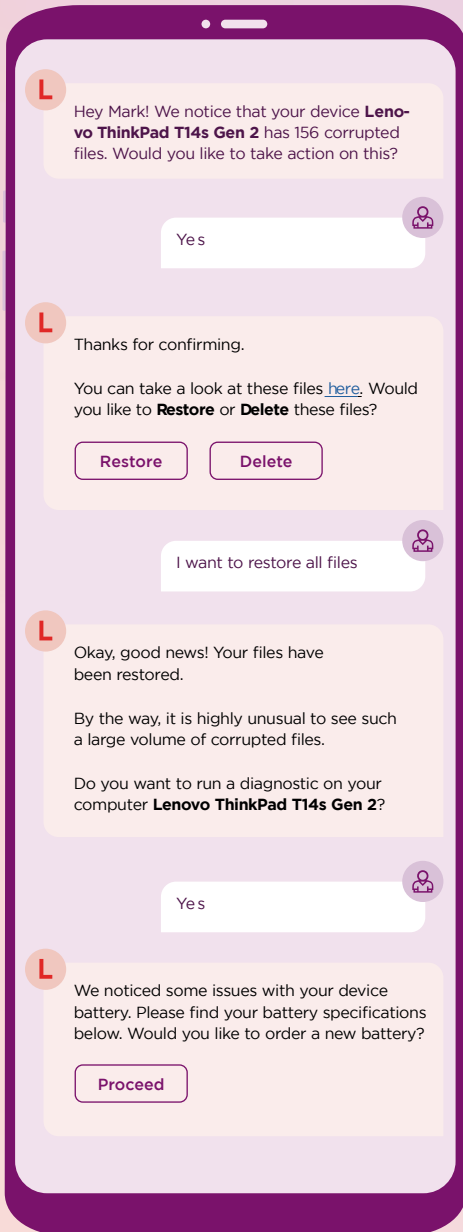 L
Hey Mark! We notice that your device Leno-
vo ThinkPad T14s Gen 2 has 156 corrupted
files. Would you like to take action on this?
Yes
L
Thanks for confirming.
You can take a look at these files here. Would
you like to Restore or Delete these files?
Restore Delete
I want to restore all files
L
Okay, good news! Your files have
been restored.
By the way, it is highly unusual to see such
a large volume of corrupted files.
Do you want to run a diagnostic on your
computer Lenovo ThinkPad T14s Gen 2?
Yes
L
We noticed some issues with your device
battery. Please find your battery specifications
below. Would you like to order a new battery?
Proceed